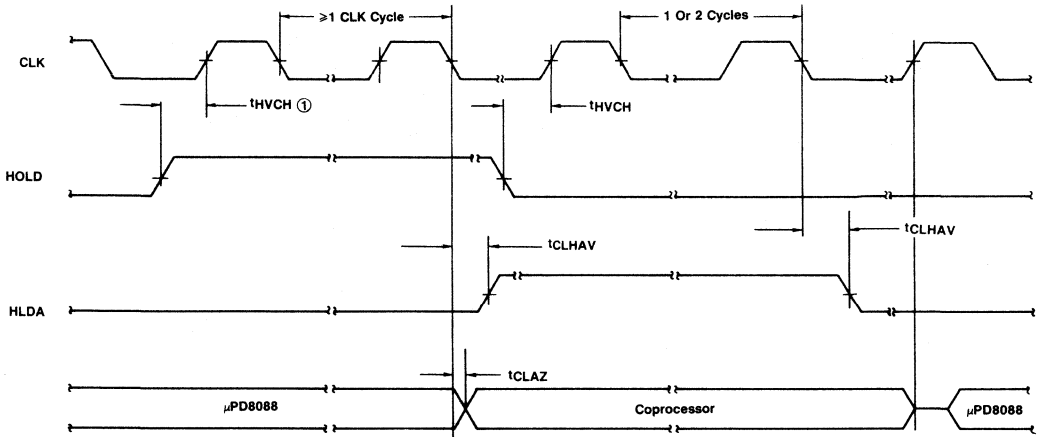 ≥1 CLK Cycle
1 Or 2 Cycles
CLK
tHVCH ①
tHVCH
HOLD
tCLHAV
tCLHAV
HLDA
tCLAZ
μPD8088
Coprocessor
μPD8088